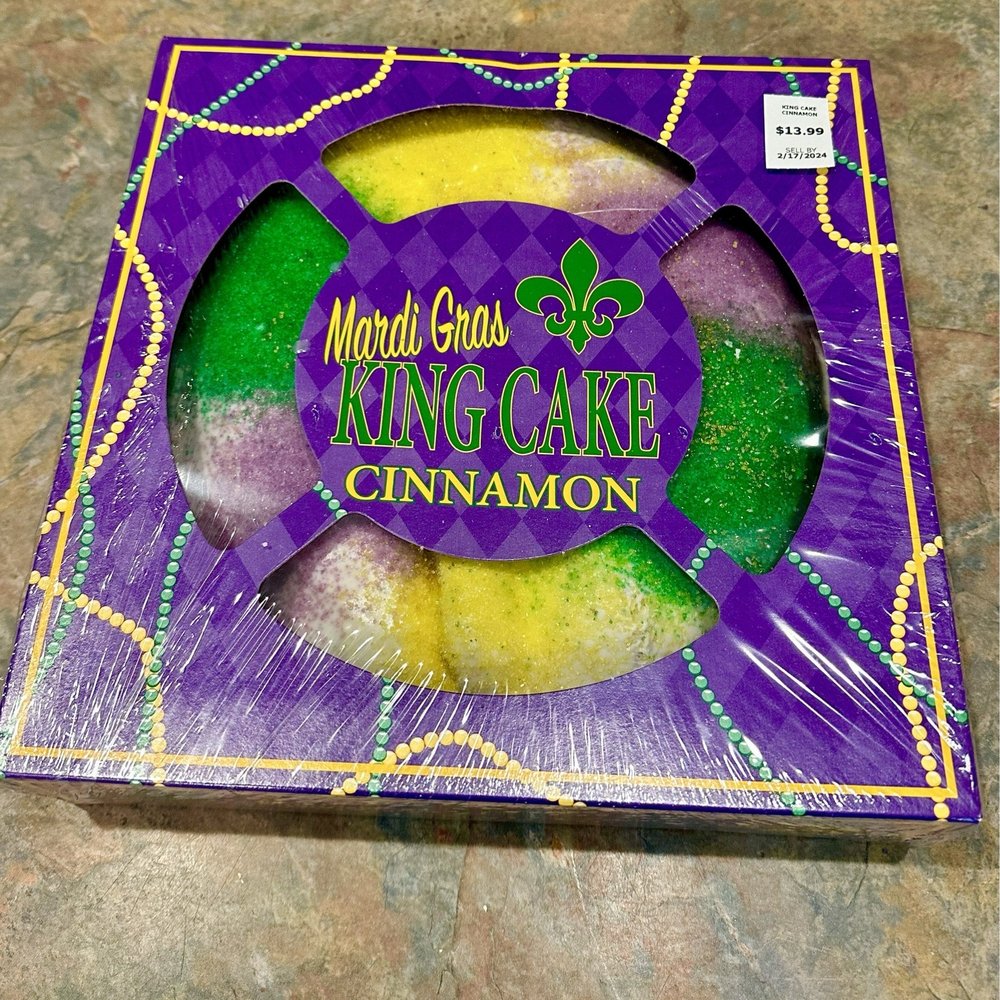 KING CAKE
CINNAMON
$13.99
SELL BY
2/17/2024
Mardi Gras
KING CAKE
CINNAMON